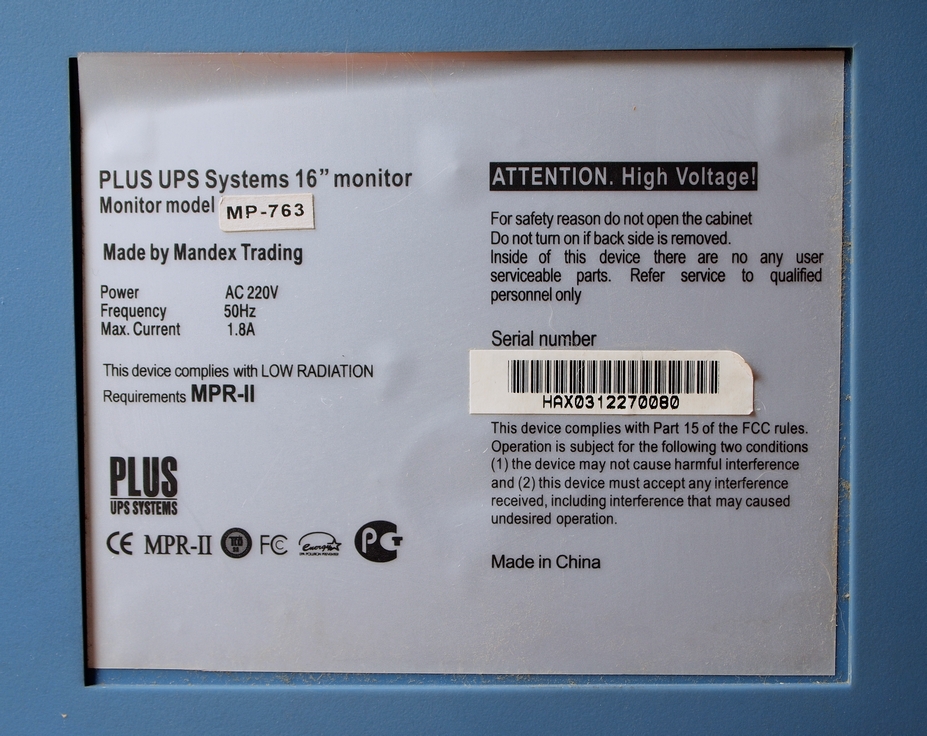 PLUS UPS Systems 16” monitor
Monitor model MP-763
Made by Mandex Trading
Power AC 220V
Frequency 50Hz
Max. Current 1.8A
This device complies with LOW RADIATION
Requirements MPR-II
PLUS
UPS SYSTEMS
CE MPR-II FC energy PG
ATTENTION. High Voltage!
For safety reason do not open the cabinet
Do not turn on if back side is removed.
Inside of this device there are no any user
serviceable parts. Refer service to qualified
personnel only
Serial number
HAX0312270080
This device complies with Part 15 of the FCC rules.
Operation is subject for the following two conditions
(1) the device may not cause harmful interference
and (2) this device must accept any interference
received, including interference that may caused
undesired operation.
Made in China